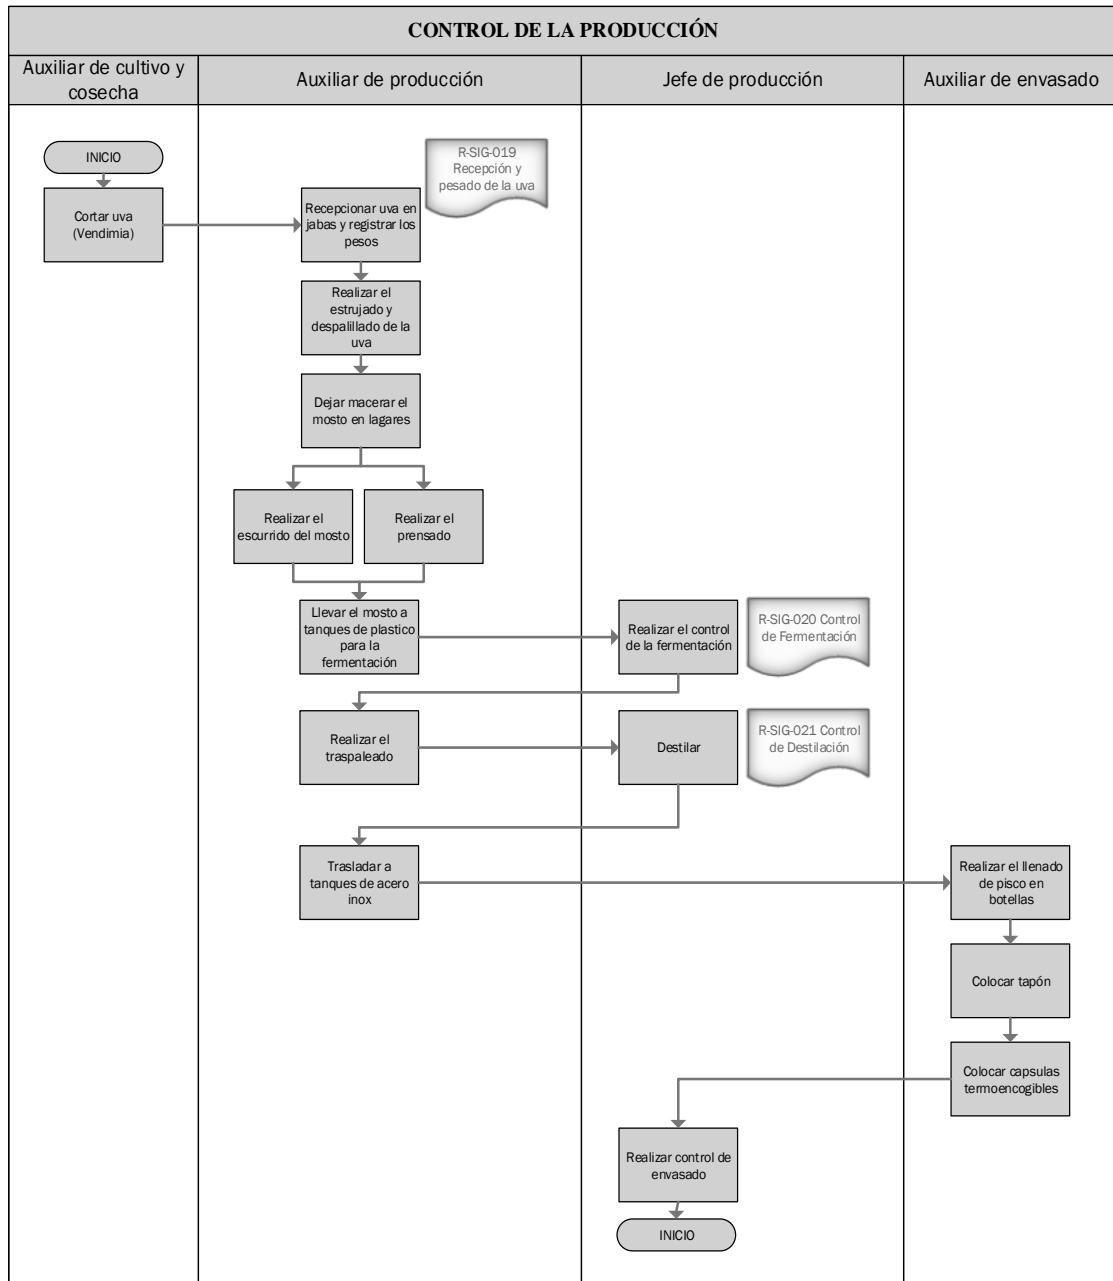 CONTROL DE LA PRODUCCIÓN
Auxiliar de cultivo y
cosecha
Auxiliar de producción
Jefe de producción
Auxiliar de envasado
INICIO
R-SIG-019
Recepción y
pesado de la uva
Cortar uva
(Vendimia)
Recepcionar uva en
jabas y registrar los
pesos
Realizar el
estrujado y
despalillado de la
uva
Dejar macerar el
mosto en lagares
Realizar el
escurrido del mosto
Realizar el
prensado
Llevar el mosto a
tanques de plastico
para la
fermentación
Realizar el control
de la fermentación
R-SIG-020 Control
de Fermentación
Realizar el
traspaleado
Destilar
R-SIG-021 Control
de Destilación
Trasladar a
tanques de acero
inox
Realizar el llenado
de pisco en
botellas
Colocar tapón
Colocar capsulas
termoencogibles
Realizar control de
envasado
INICIO